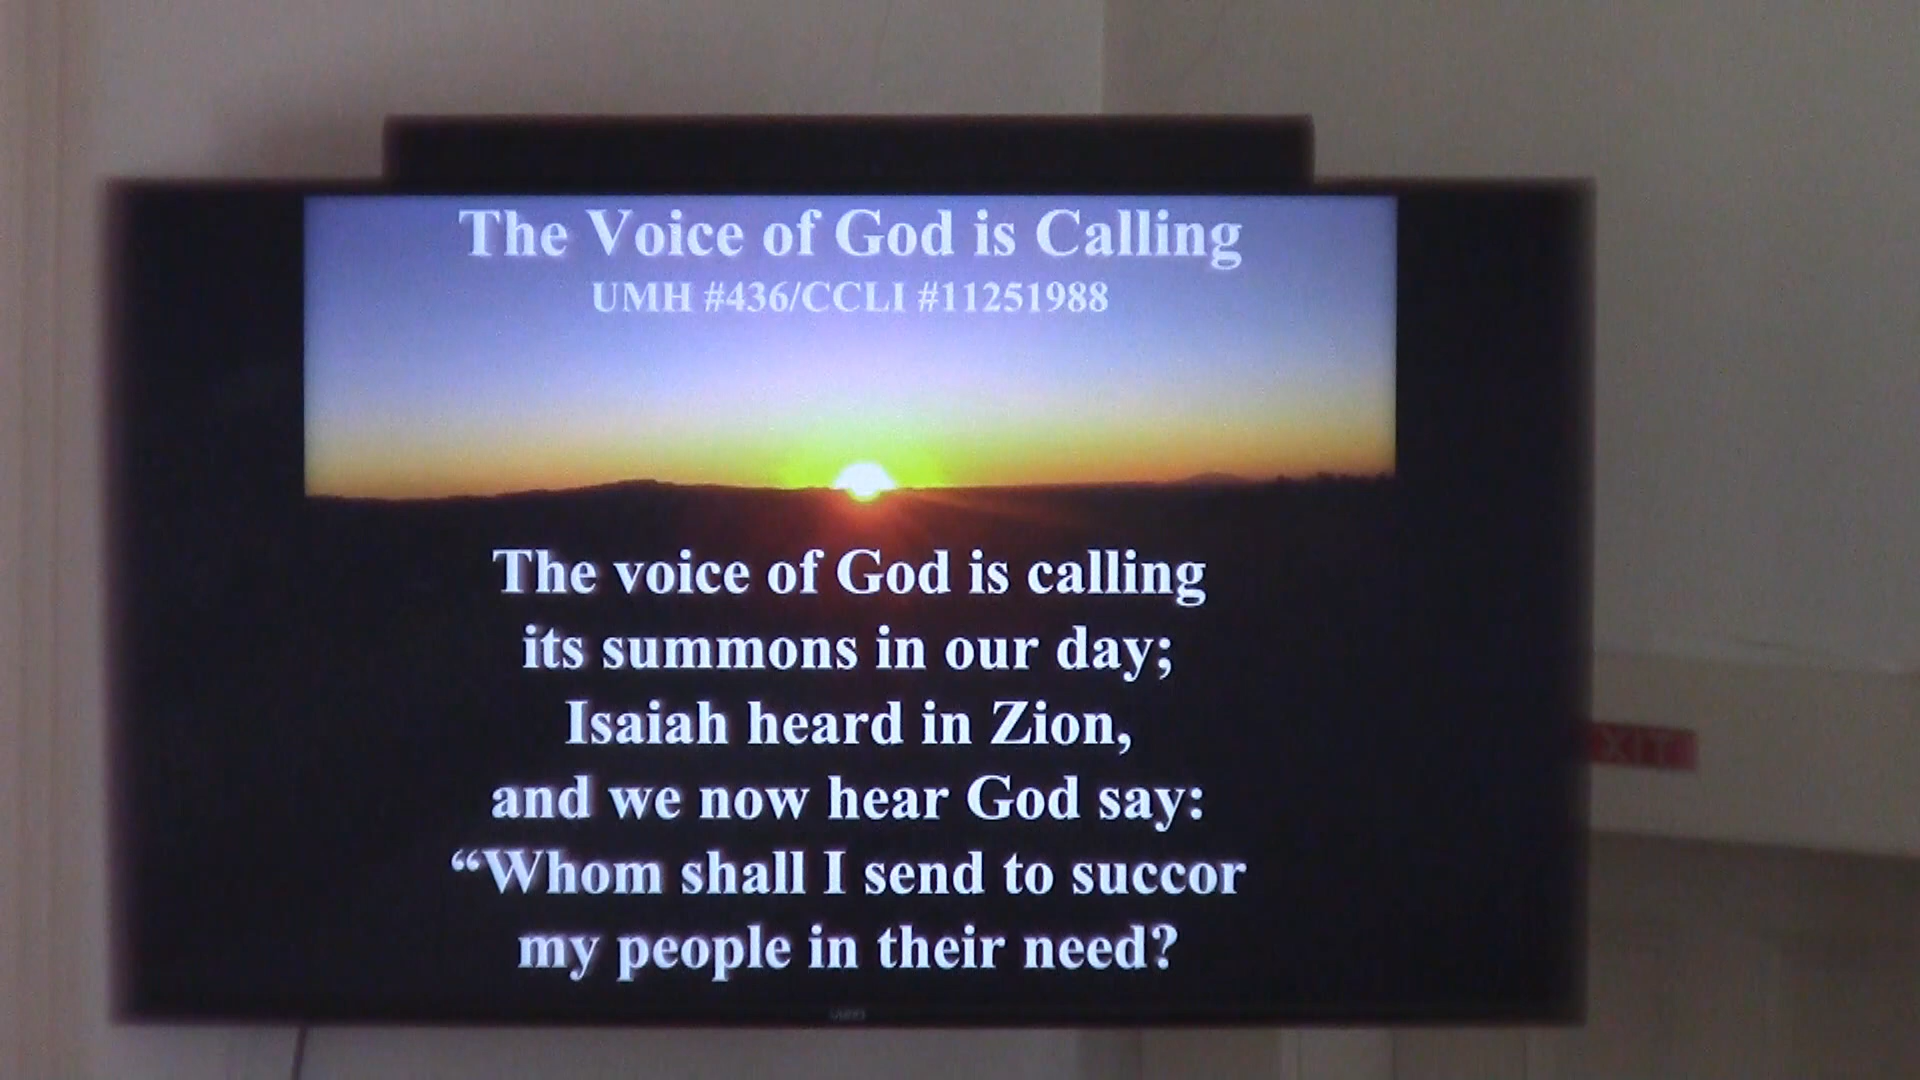 The Voice of God is Calling
UMH #436/CCLI #11251988
The voice of God is calling
its summons in our day;
Isaiah heard in Zion,
and we now hear God say:
“Whom shall I send to succor
my people in their need?
XIT